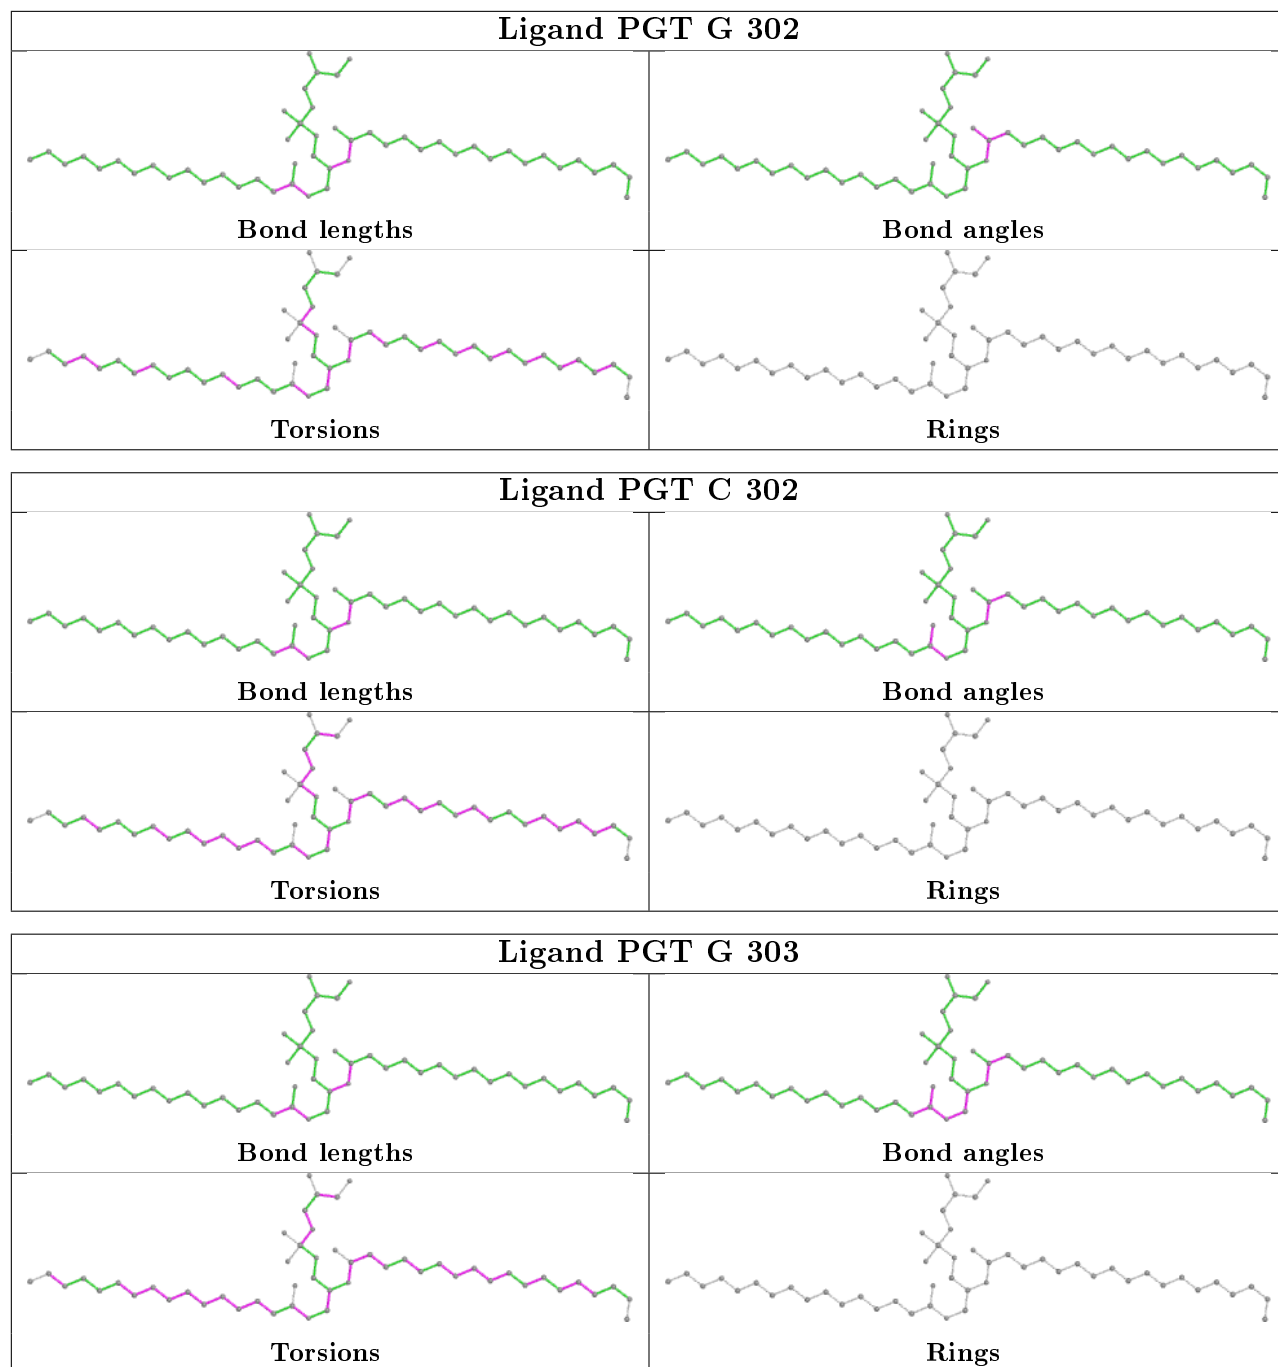 Ligand PGT G 302
Bond lengths
Bond angles
Torsions
Rings
Ligand PGT C 302
Bond lengths
Bond angles
Torsions
Rings
Ligand PGT G 303
Bond lengths
Bond angles
Torsions
Rings